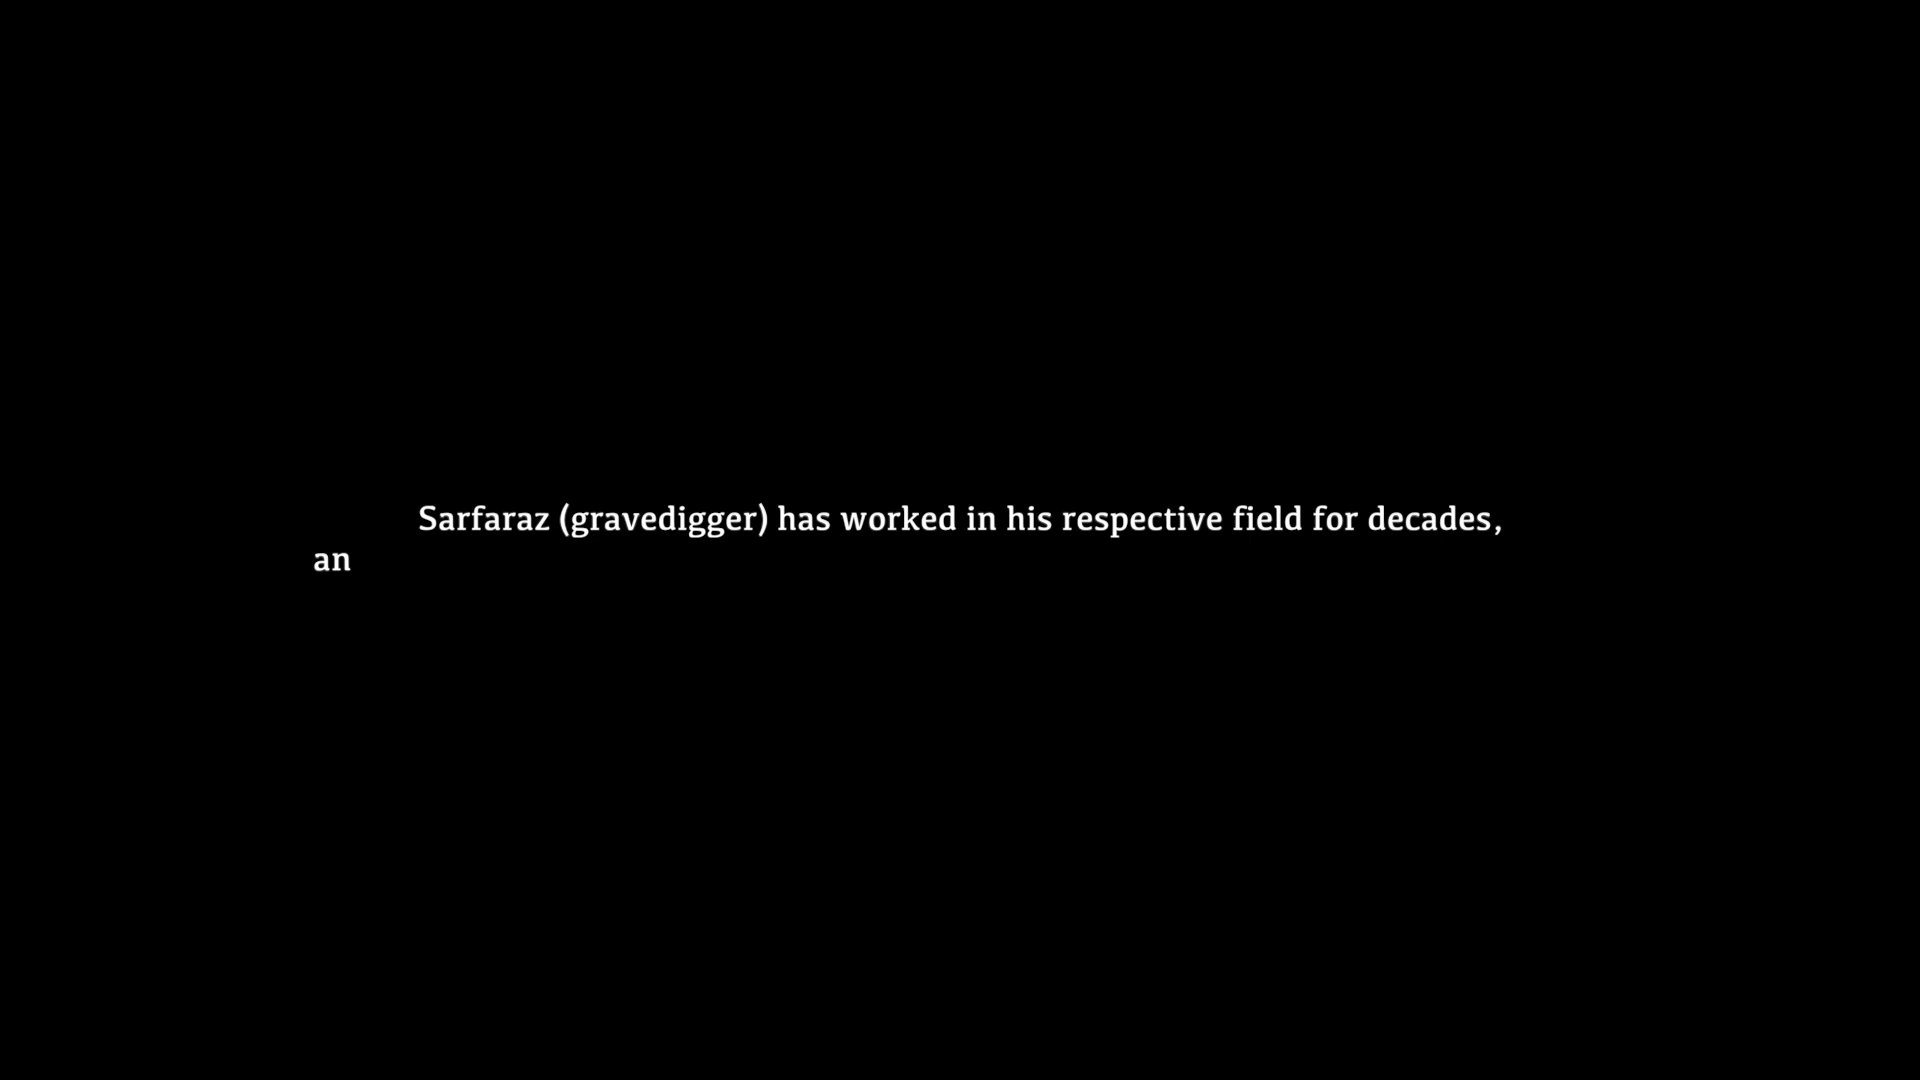 Sarfaraz (gravedigger) has worked in his respective field for decades,
an